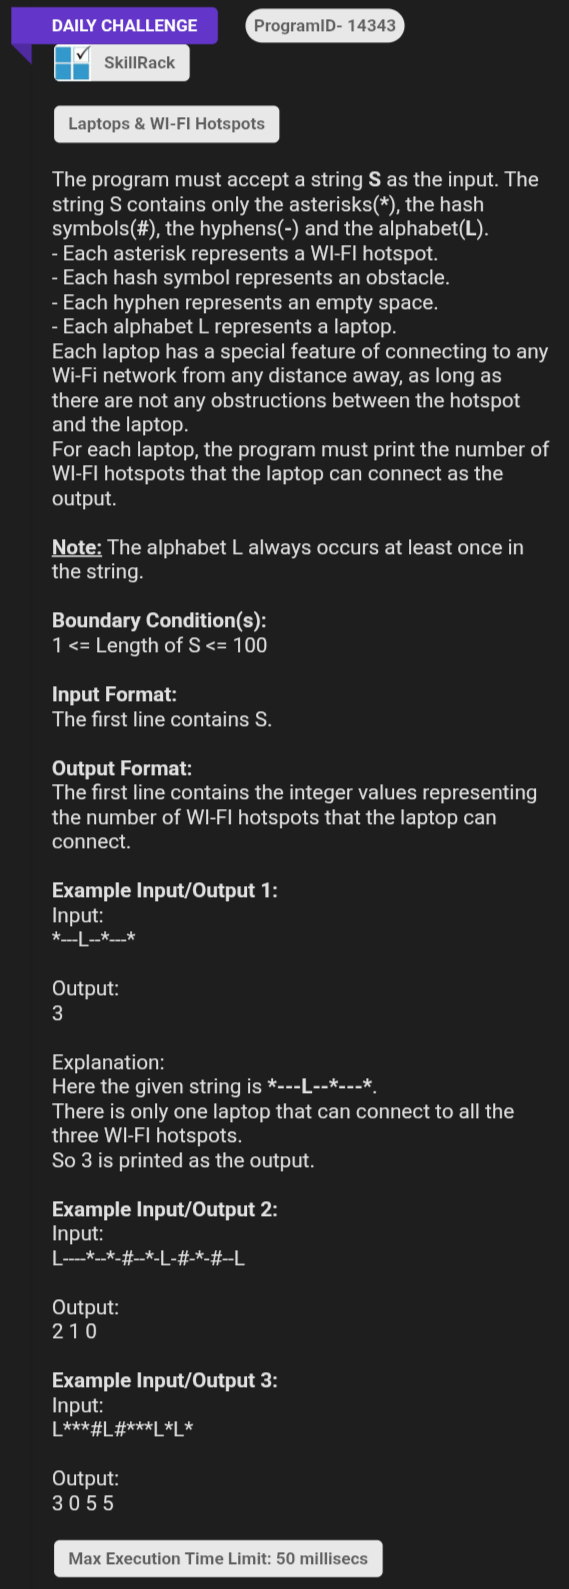 DAILY CHALLENGE
ProgramID- 14343
SkillRack
Laptops & WI-FI Hotspots
The program must accept a string S as the input. The
string S contains only the asterisks(*), the hash
symbols(#), the hyphens(-) and the alphabet(L).
- Each asterisk represents a WI-FI hotspot.
- Each hash symbol represents an obstacle.
- Each hyphen represents an empty space.
- Each alphabet L represents a laptop.
Each laptop has a special feature of connecting to any
Wi-Fi network from any distance away, as long as
there are not any obstructions between the hotspot
and the laptop.
For each laptop, the program must print the number of
WI-FI hotspots that the laptop can connect as the
output.
Note: The alphabet L always occurs at least once in
the string.
Boundary Condition(s):
1 <= Length of S <= 100
Input Format:
The first line contains S.
Output Format:
The first line contains the integer values representing
the number of WI-FI hotspots that the laptop can
connect.
Example Input/Output 1:
Input:
*---L--*---*
Output:
3
Explanation:
Here the given string is *---L--*---*.
There is only one laptop that can connect to all the
three WI-FI hotspots.
So 3 is printed as the output.
Example Input/Output 2:
Input:
L----*--*-#--*-L-#-*-#--L
Output:
2 1 0
Example Input/Output 3:
Input:
L***#L#***L*L*
Output:
3 0 5 5
Max Execution Time Limit: 50 millisecs